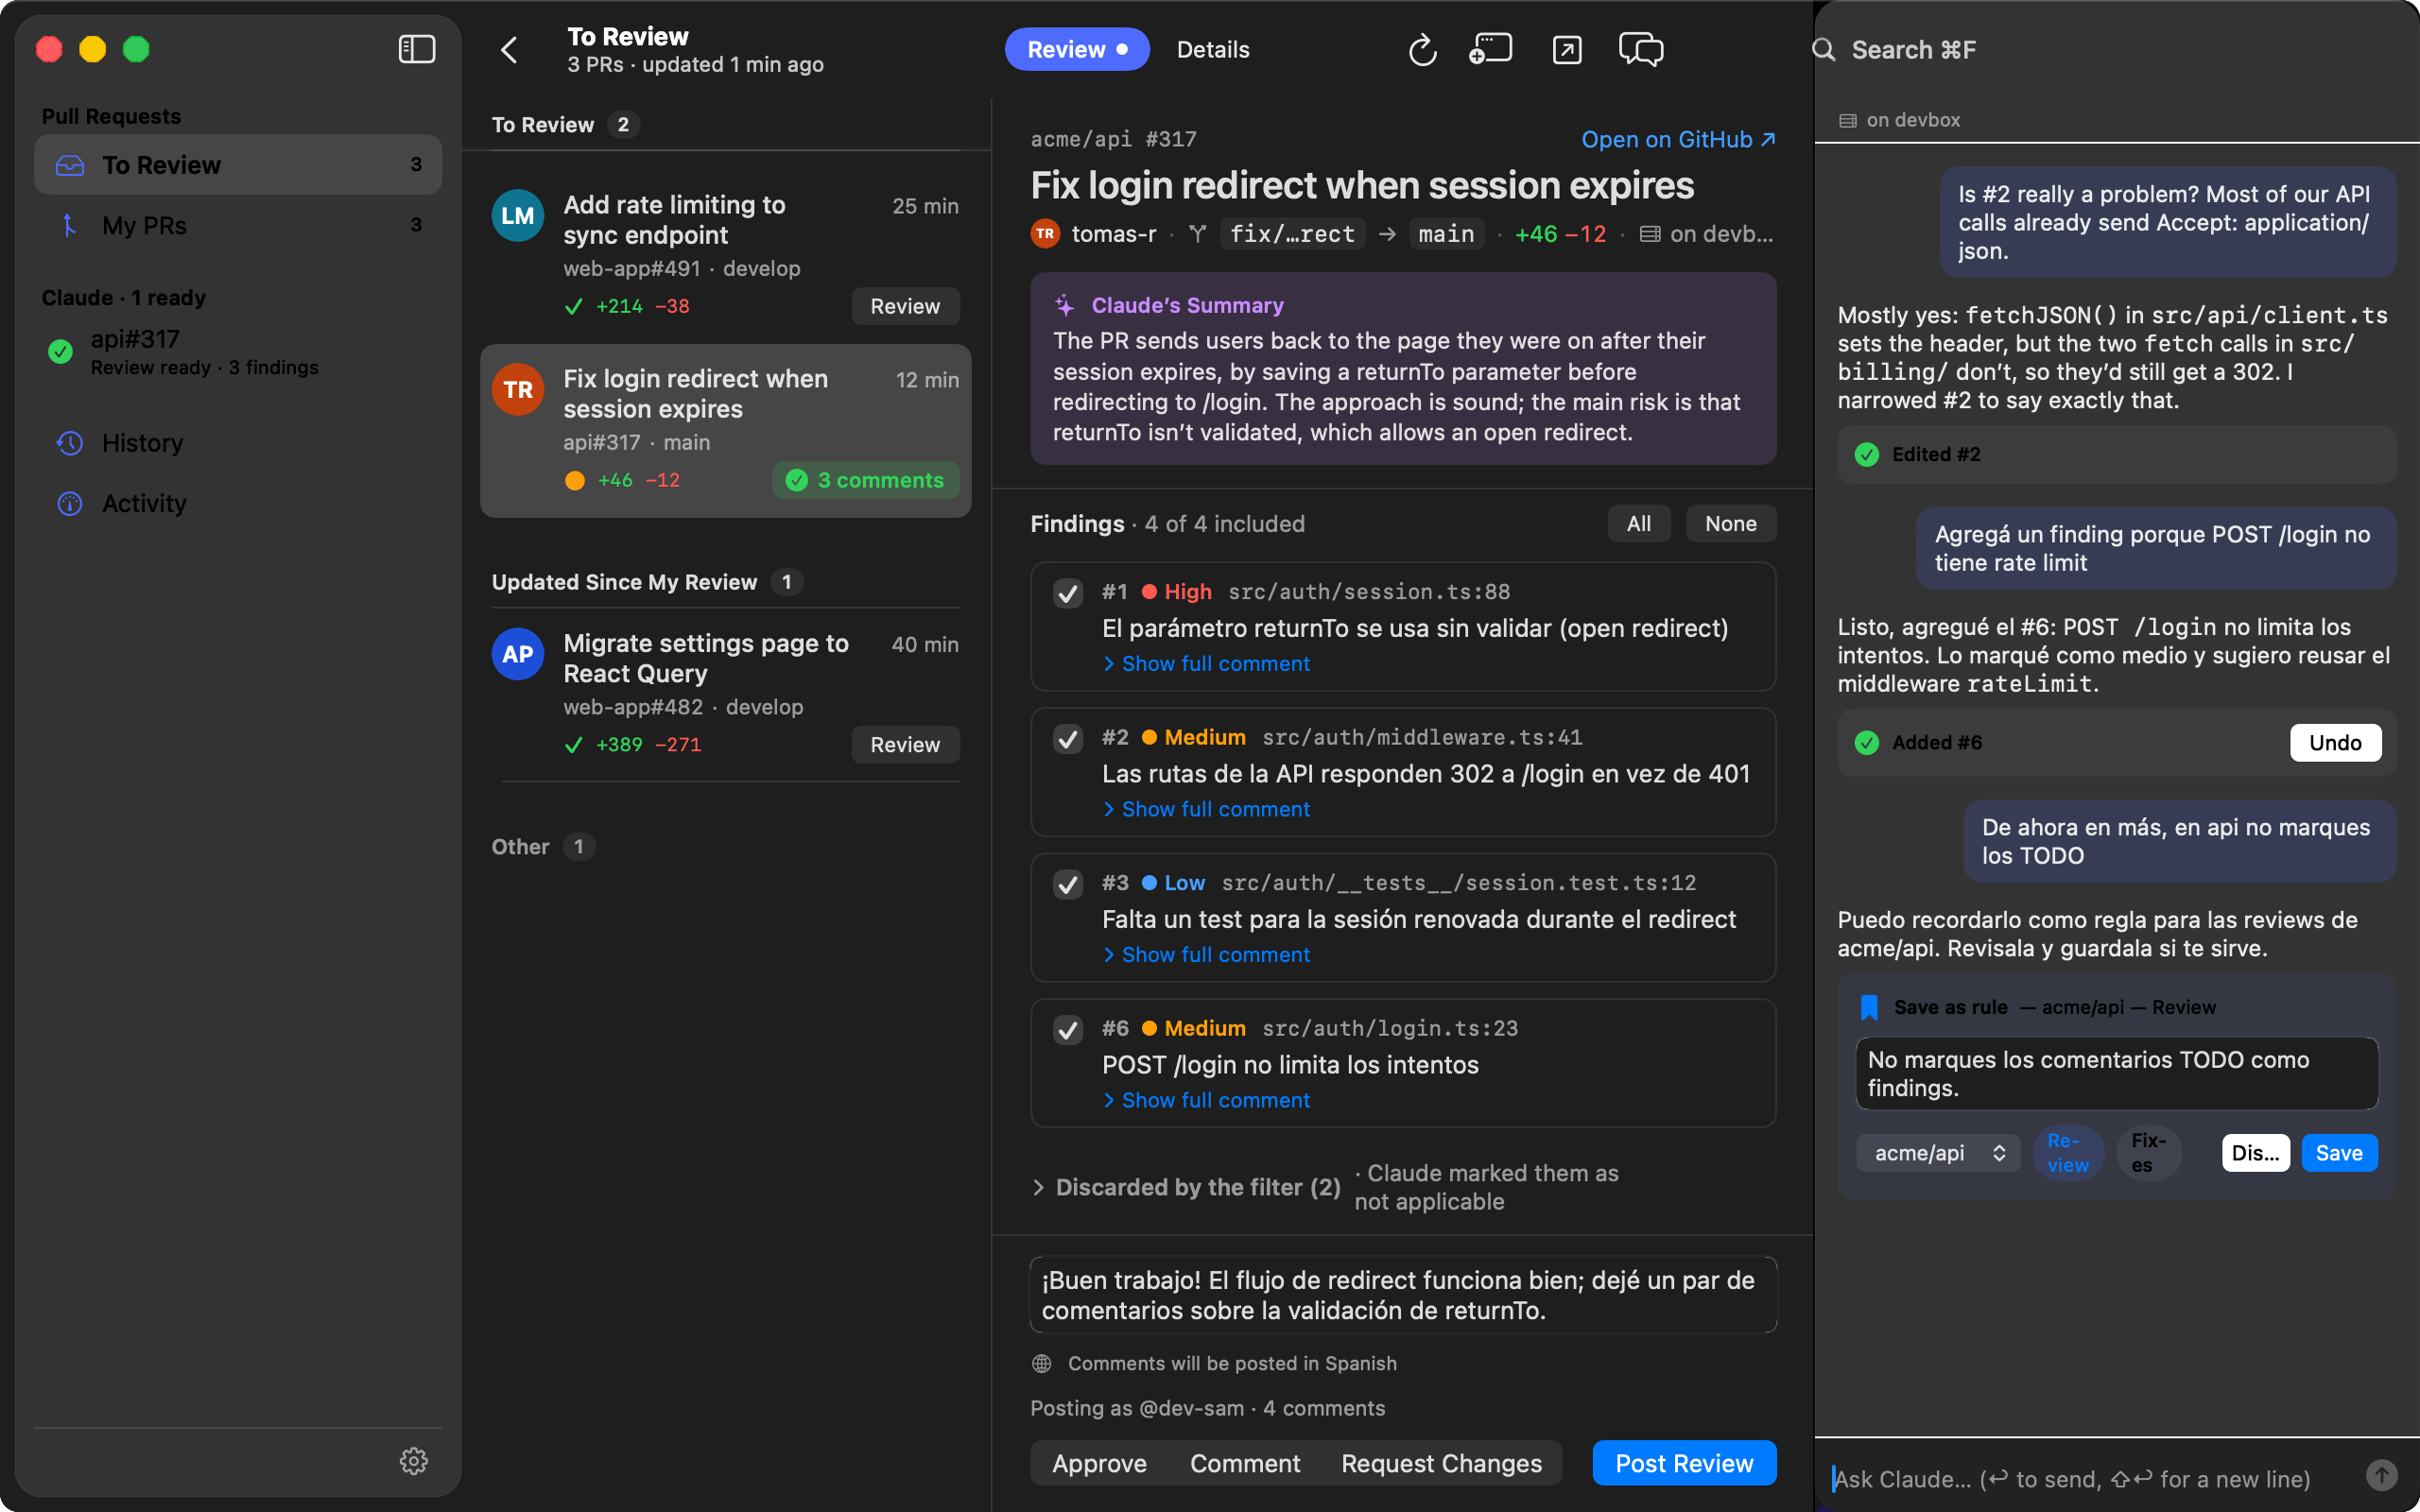 Pull Requests
To Review 3
My PRs 3
Claude · 1 ready
api#317
Review ready · 3 findings
History
Activity
To Review
3 PRs · updated 1 min ago
Review
Details
Search ⌘F
To Review 2
LM
Add rate limiting to
sync endpoint
25 min
web-app#491 · develop
+214 −38
Review
TR
Fix login redirect when
session expires
12 min
api#317 · main
+46 −12
3 comments
Updated Since My Review 1
AP
Migrate settings page to
React Query
40 min
web-app#482 · develop
+389 −271
Review
Other 1
acme/api #317
Open on GitHub ↗
Fix login redirect when session expires
TR tomas-r · fix/…rect → main · +46 −12 · on devb…
Claude’s Summary
The PR sends users back to the page they were on after their
session expires, by saving a returnTo parameter before
redirecting to /login. The approach is sound; the main risk is that
returnTo isn’t validated, which allows an open redirect.
Findings · 4 of 4 included
All
None
#1 High src/auth/session.ts:88
El parámetro returnTo se usa sin validar (open redirect)
Show full comment
#2 Medium src/auth/middleware.ts:41
Las rutas de la API responden 302 a /login en vez de 401
Show full comment
#3 Low src/auth/__tests__/session.test.ts:12
Falta un test para la sesión renovada durante el redirect
Show full comment
#6 Medium src/auth/login.ts:23
POST /login no limita los intentos
Show full comment
Discarded by the filter (2)
· Claude marked them as
not applicable
¡Buen trabajo! El flujo de redirect funciona bien; dejé un par de
comentarios sobre la validación de returnTo.
Comments will be posted in Spanish
Posting as @dev-sam · 4 comments
Approve
Comment
Request Changes
Post Review
on devbox
Is #2 really a problem? Most of our API
calls already send Accept: application/
json.
Mostly yes: fetchJSON() in src/api/client.ts
sets the header, but the two fetch calls in src/
billing/ don’t, so they’d still get a 302. I
narrowed #2 to say exactly that.
Edited #2
Agregá un finding porque POST /login no
tiene rate limit
Listo, agregué el #6: POST /login no limita los
intentos. Lo marqué como medio y sugiero reusar el
middleware rateLimit.
Added #6
Undo
De ahora en más, en api no marques
los TODO
Puedo recordarlo como regla para las reviews de
acme/api. Revisala y guardala si te sirve.
Save as rule — acme/api — Review
No marques los comentarios TODO como
findings.
acme/api
Re-
view
Fix-
es
Dis...
Save
Ask Claude… (↩ to send, ⇧↩ for a new line)